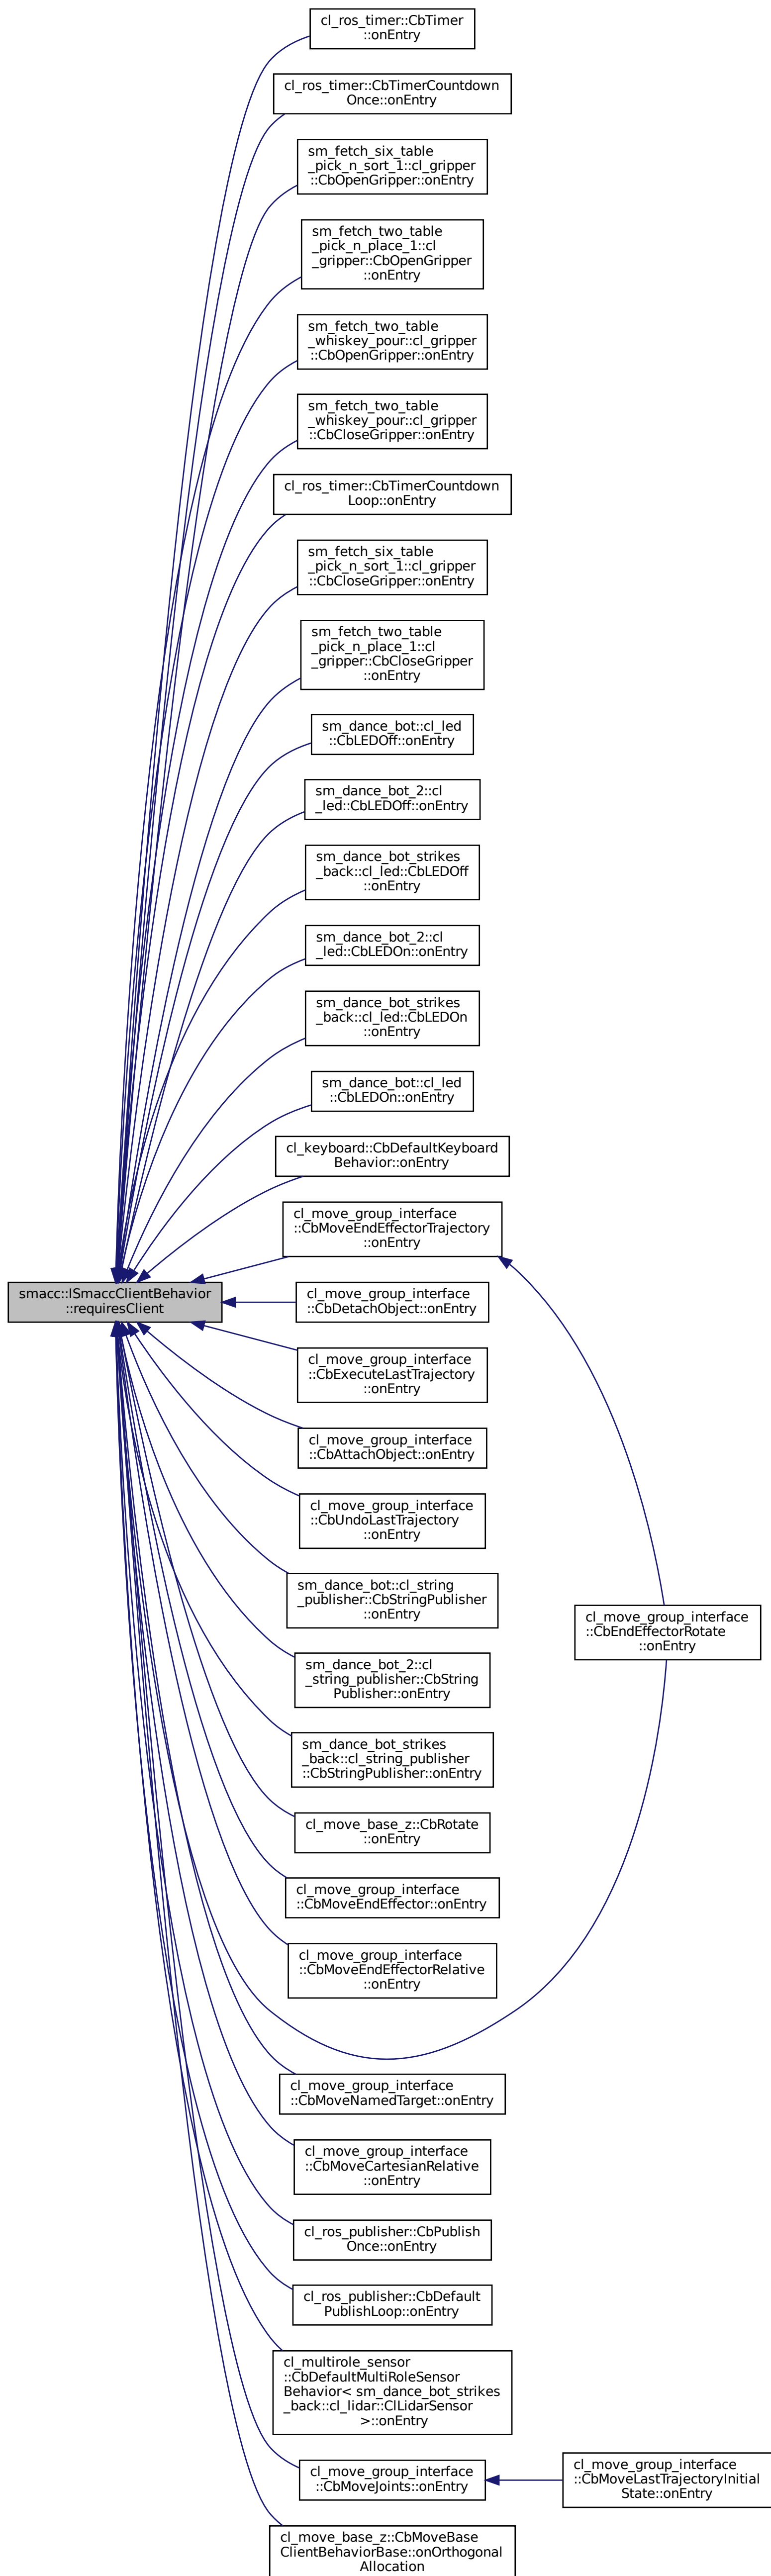 cl_ros_timer::CbTimer
::onEntry
cl_ros_timer::CbTimerCountdown
Once::onEntry
sm_fetch_six_table
_pick_n_sort_1::cl_gripper
::CbOpenGripper::onEntry
sm_fetch_two_table
_pick_n_place_1::cl
_gripper::CbOpenGripper
::onEntry
sm_fetch_two_table
_whiskey_pour::cl_gripper
::CbOpenGripper::onEntry
sm_fetch_two_table
_whiskey_pour::cl_gripper
::CbCloseGripper::onEntry
cl_ros_timer::CbTimerCountdown
Loop::onEntry
sm_fetch_six_table
_pick_n_sort_1::cl_gripper
::CbCloseGripper::onEntry
sm_fetch_two_table
_pick_n_place_1::cl
_gripper::CbCloseGripper
::onEntry
sm_dance_bot::cl_led
::CbLEDOff::onEntry
sm_dance_bot_2::cl
_led::CbLEDOff::onEntry
sm_dance_bot_strikes
_back::cl_led::CbLEDOff
::onEntry
sm_dance_bot_2::cl
_led::CbLEDOn::onEntry
sm_dance_bot_strikes
_back::cl_led::CbLEDOn
::onEntry
sm_dance_bot::cl_led
::CbLEDOn::onEntry
cl_keyboard::CbDefaultKeyboard
Behavior::onEntry
cl_move_group_interface
::CbMoveEndEffectorTrajectory
::onEntry
smacc::ISmaccClientBehavior
::requiresClient
cl_move_group_interface
::CbDetachObject::onEntry
cl_move_group_interface
::CbExecuteLastTrajectory
::onEntry
cl_move_group_interface
::CbAttachObject::onEntry
cl_move_group_interface
::CbUndoLastTrajectory
::onEntry
sm_dance_bot::cl_string
_publisher::CbStringPublisher
::onEntry
cl_move_group_interface
::CbEndEffectorRotate
::onEntry
sm_dance_bot_2::cl
_string_publisher::CbString
Publisher::onEntry
sm_dance_bot_strikes
_back::cl_string_publisher
::CbStringPublisher::onEntry
cl_move_base_z::CbRotate
::onEntry
cl_move_group_interface
::CbMoveEndEffector::onEntry
cl_move_group_interface
::CbMoveEndEffectorRelative
::onEntry
cl_move_group_interface
::CbMoveNamedTarget::onEntry
cl_move_group_interface
::CbMoveCartesianRelative
::onEntry
cl_ros_publisher::CbPublish
Once::onEntry
cl_ros_publisher::CbDefault
PublishLoop::onEntry
cl_multirole_sensor
::CbDefaultMultiRoleSensor
Behavior< sm_dance_bot_strikes
_back::cl_lidar::ClLidarSensor
>::onEntry
cl_move_group_interface
::CbMoveJoints::onEntry
cl_move_group_interface
::CbMoveLastTrajectoryInitial
State::onEntry
cl_move_base_z::CbMoveBase
ClientBehaviorBase::onOrthogonal
Allocation